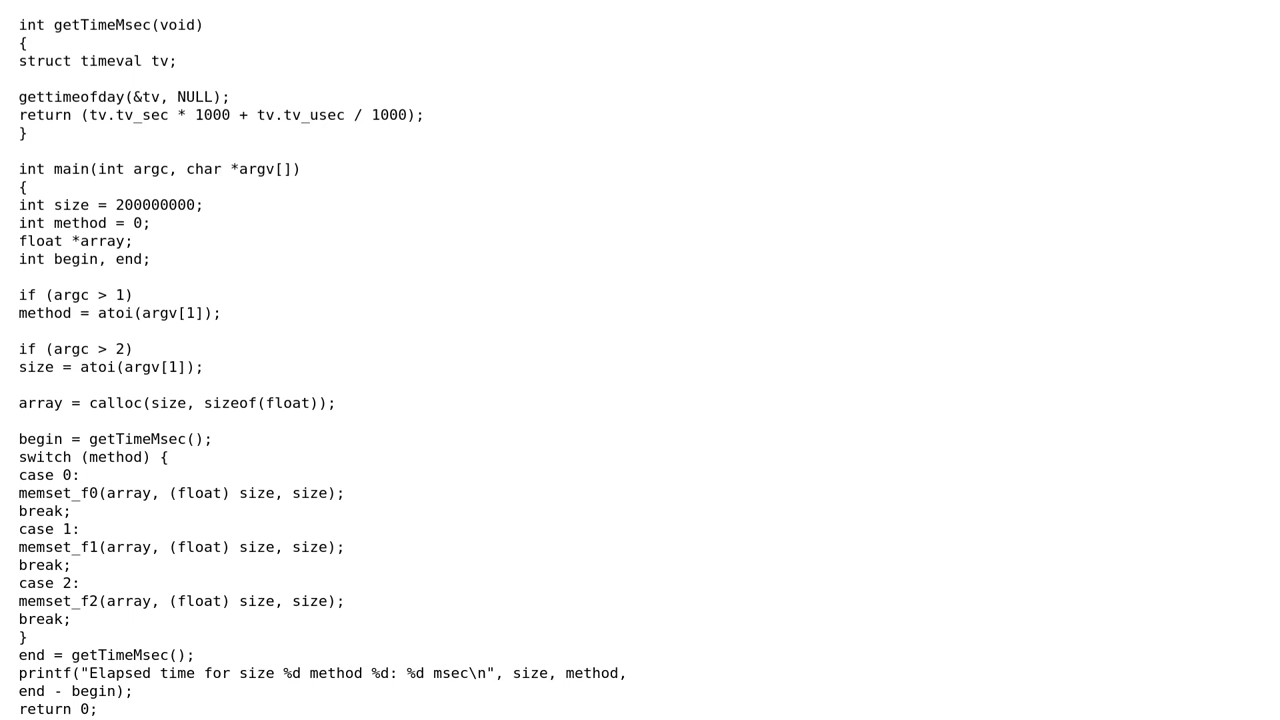 int getTimeMsec(void)
{
struct timeval tv;

gettimeofday(&tv, NULL);
return (tv.tv_sec * 1000 + tv.tv_usec / 1000);
}

int main(int argc, char *argv[])
{
int size = 200000000;
int method = 0;
float *array;
int begin, end;

if (argc > 1)
method = atoi(argv[1]);

if (argc > 2)
size = atoi(argv[1]);

array = calloc(size, sizeof(float));

begin = getTimeMsec();
switch (method) {
case 0:
memset_f0(array, (float) size, size);
break;
case 1:
memset_f1(array, (float) size, size);
break;
case 2:
memset_f2(array, (float) size, size);
break;
}
end = getTimeMsec();
printf("Elapsed time for size %d method %d: %d msec\n", size, method,
end - begin);
return 0;